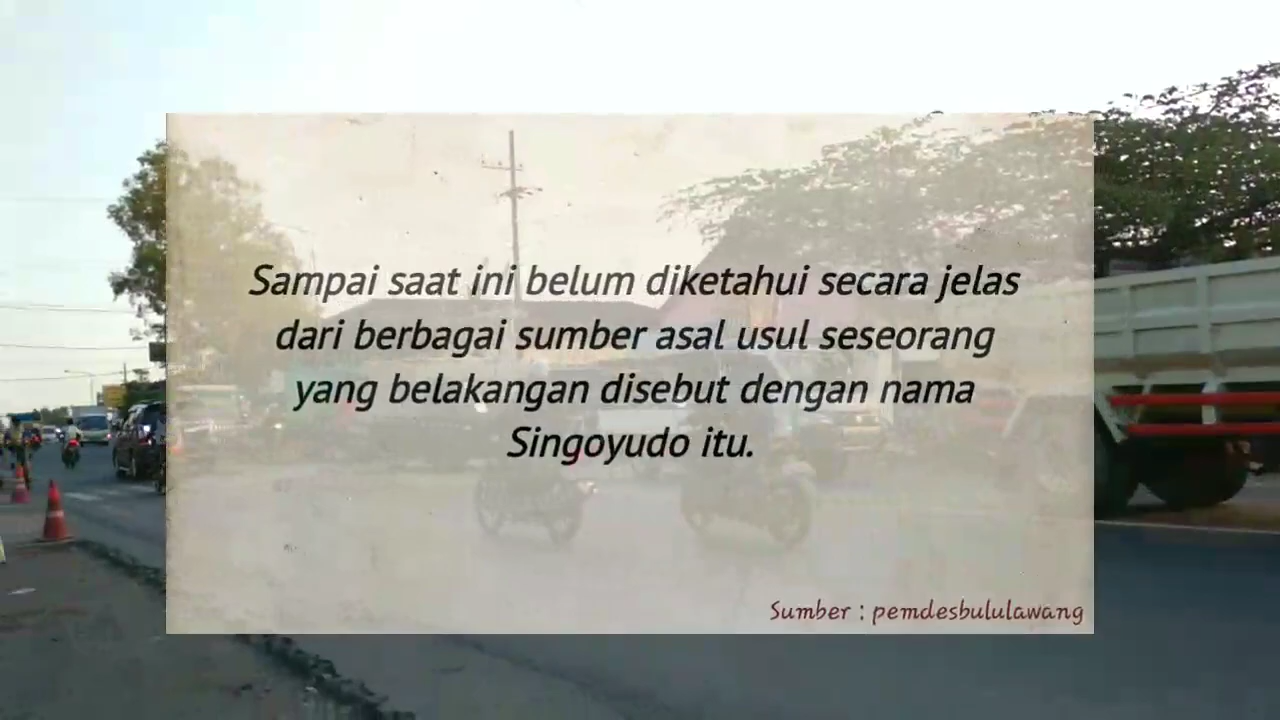 Sampai saat ini belum diketahui secara jelas
dari berbagai sumber asal usul seseorang
yang belakangan disebut dengan nama
Singoyudo itu.
Sumber : pemdesbululawang